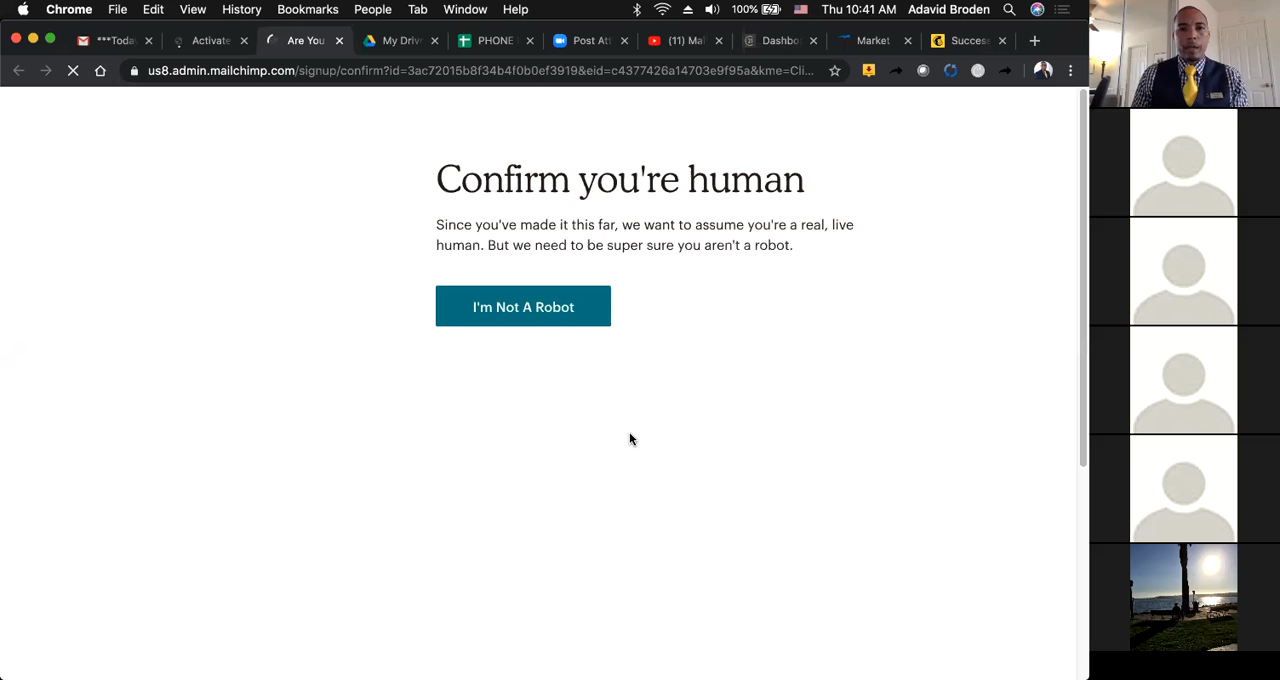 Chrome File Edit View History Bookmarks People Tab Window Help 100% Thu 10:41 AM Adavid Broden
***Toda Activate Are You My Driv PHONE Post Att (11) Ma Dashbo Market Succes
us8.admin.mailchimp.com/signup/confirm?id=3ac72015b8f34b4f0b0ef3919&eid=c4377426a14703e9f95a&kme=Cli...
Confirm you're human
Since you've made it this far, we want to assume you're a real, live
human. But we need to be super sure you aren't a robot.
I'm Not A Robot